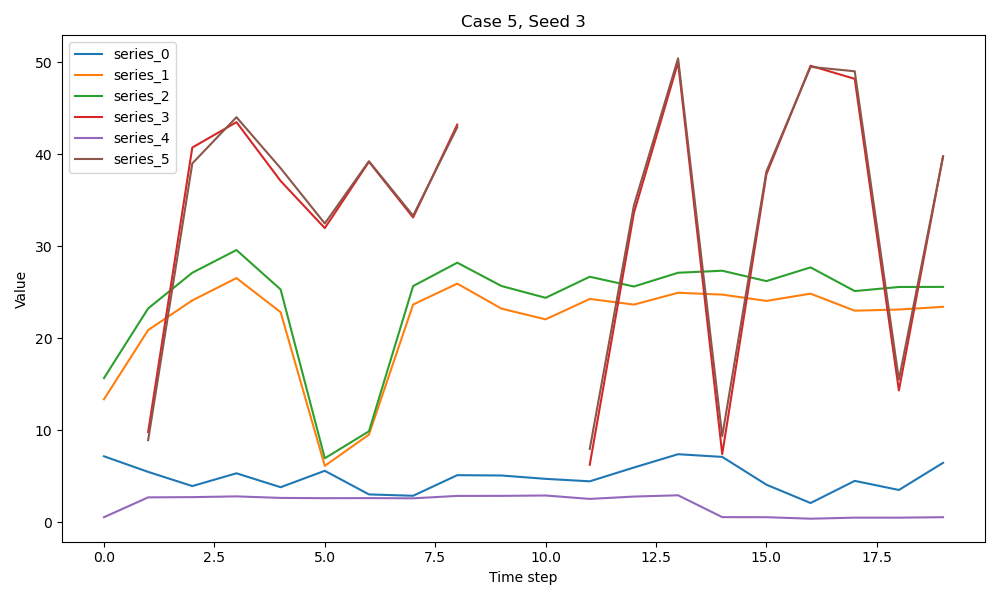 Case 5, Seed 3
series_0
series_1
series_2
series_3
series_4
series_5
50
40
30
20
10
0
Value
0.0 2.5 5.0 7.5 10.0 12.5 15.0 17.5
Time step